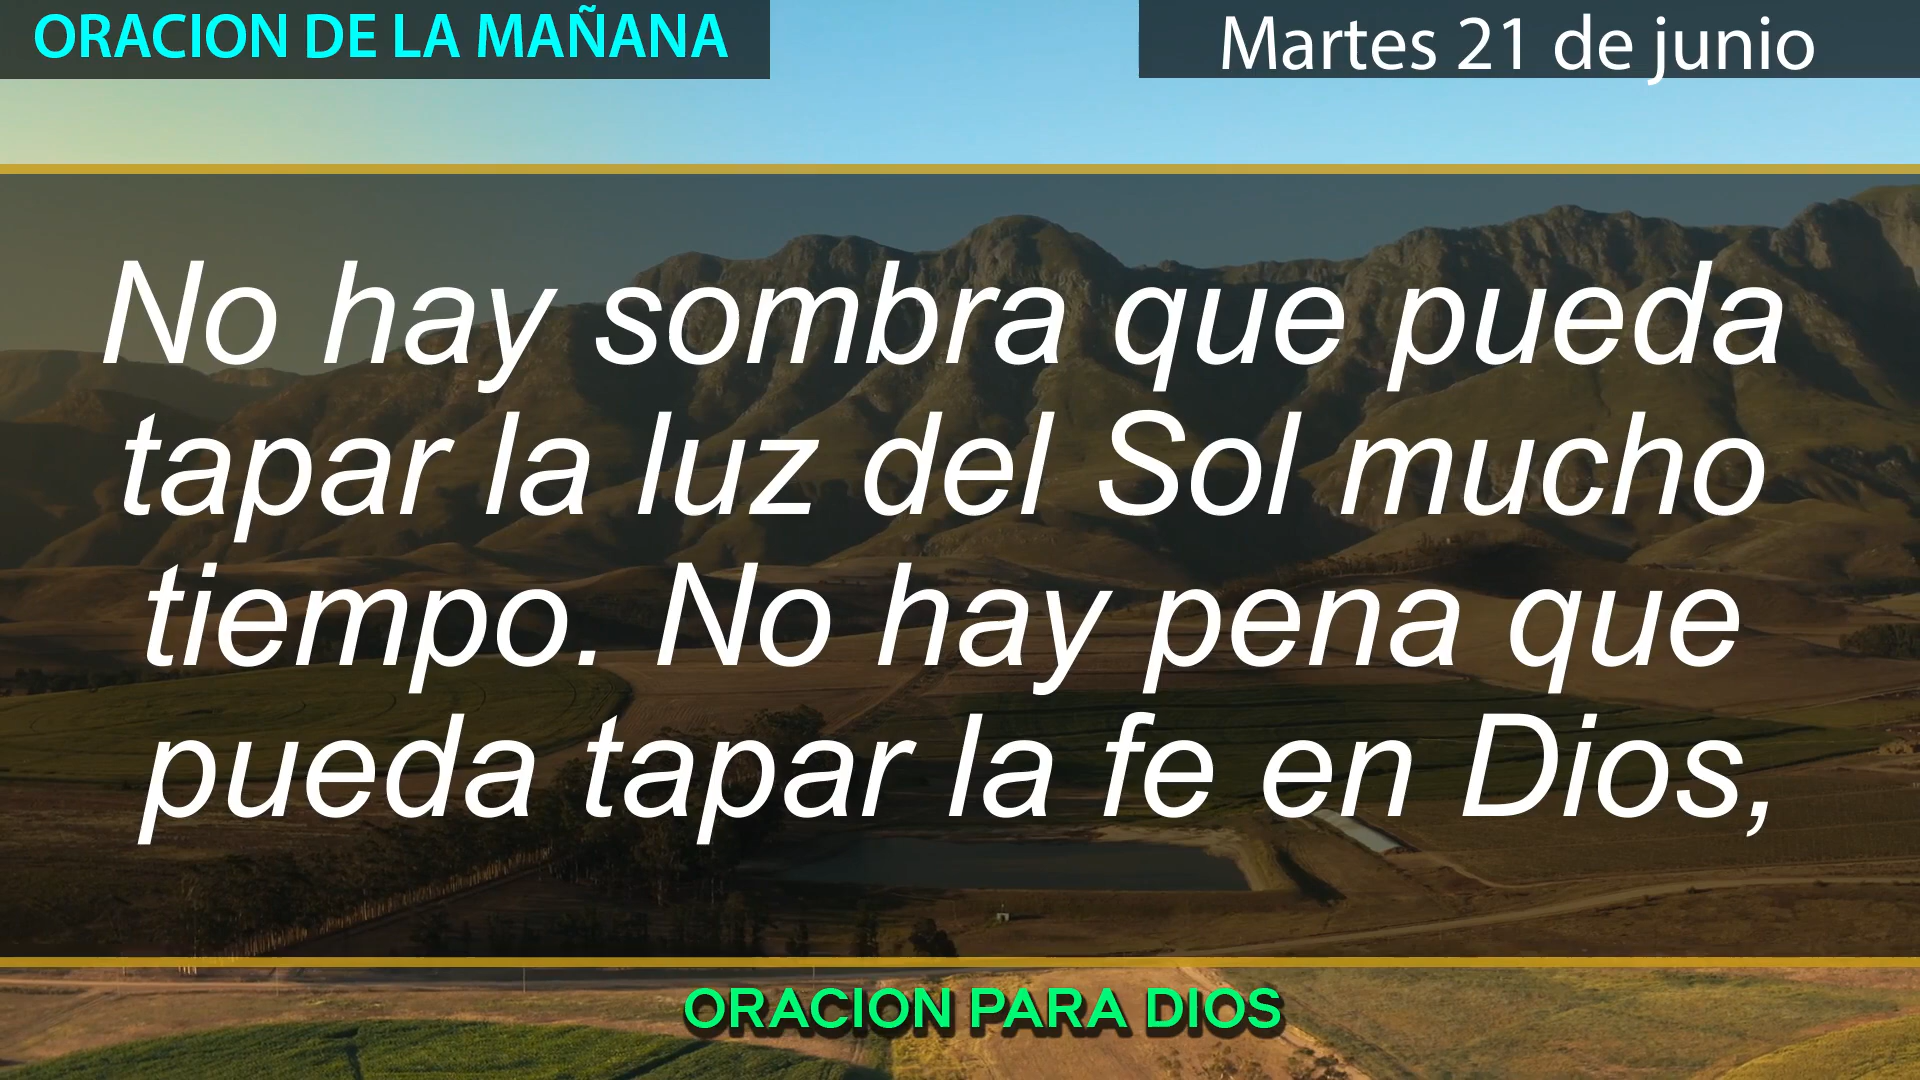 ORACION DE LA MAÑANA
Martes 21 de junio
No hay sombra que pueda
tapar la luz del Sol mucho
tiempo. No hay pena que
pueda tapar la fe en Dios,
ORACION PARA DIOS